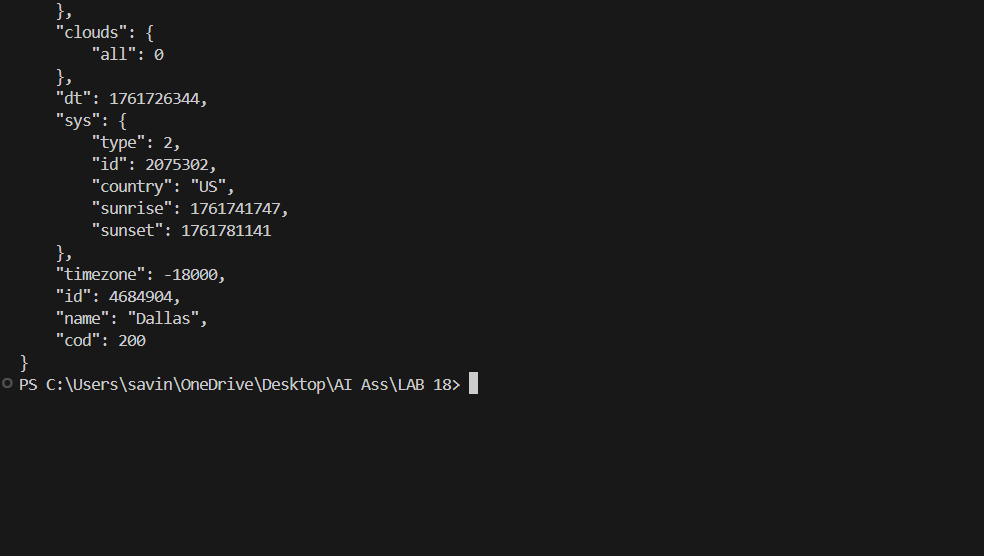 },
    "clouds": {
        "all": 0
    },
    "dt": 1761726344,
    "sys": {
        "type": 2,
        "id": 2075302,
        "country": "US",
        "sunrise": 1761741747,
        "sunset": 1761781141
    },
    "timezone": -18000,
    "id": 4684904,
    "name": "Dallas",
    "cod": 200
}
PS C:\Users\savin\OneDrive\Desktop\AI Ass\LAB 18>